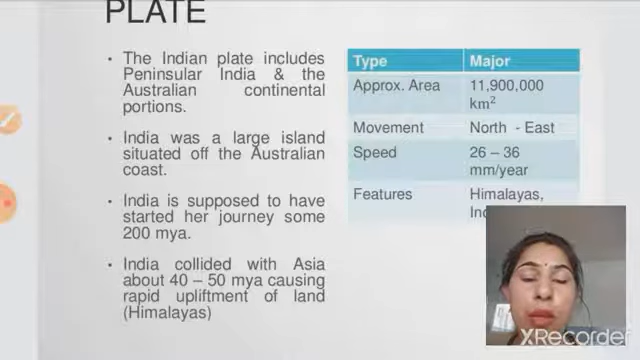 PLATE
• The Indian plate includes
Peninsular India & the
Australian continental
portions.
• India was a large island
situated off the Australian
coast.
• India is supposed to have
started her journey some
200 mya.
• India collided with Asia
about 40 – 50 mya causing
rapid upliftment of land
(Himalayas)
Type Major
Approx. Area 11,900,000
km²
Movement North - East
Speed 26 – 36
mm/year
Features Himalayas,
XRecorder